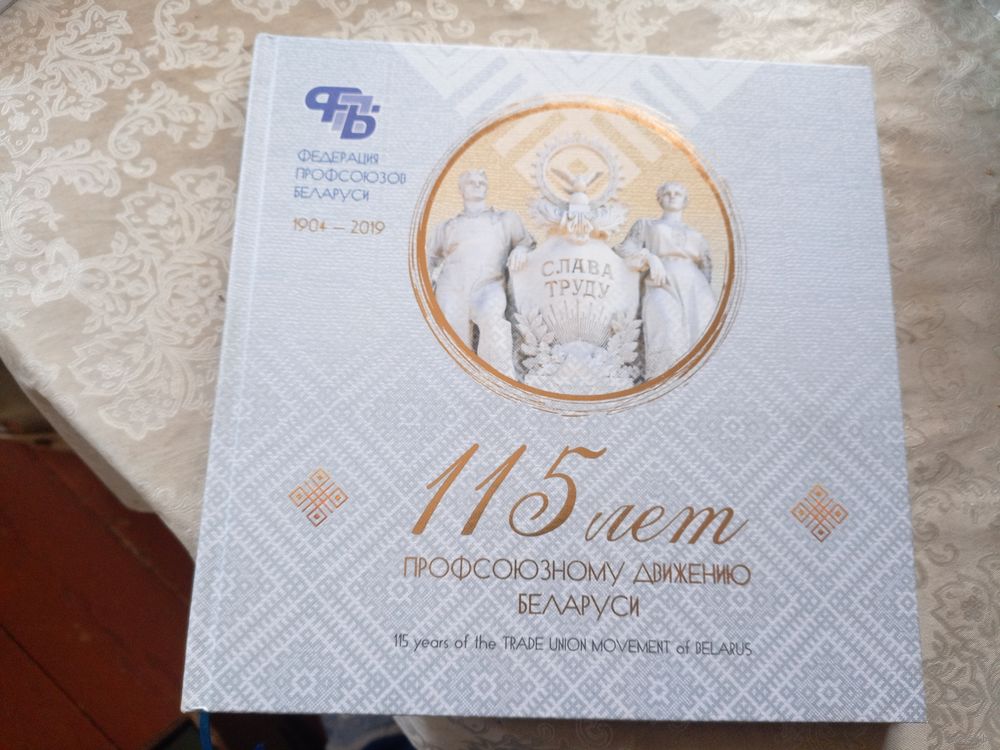 ФПБ
ФЕДЕРАЦИЯ
ПРОФСОЮЗОВ
БЕЛАРУСИ
1904 — 2019
СЛАВА
ТРУДУ
115 лет
ПРОФСОЮЗНОМУ ДВИЖЕНИЮ
БЕЛАРУСИ
115 years of the TRADE UNION MOVEMENT of BELARUS